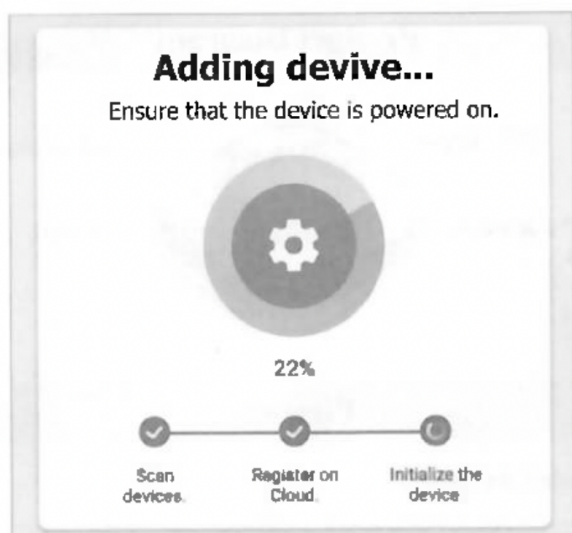 Adding devive...
Ensure that the device is powered on.
22%
Scan
devices.
Register on
Cloud.
Initialize the
device